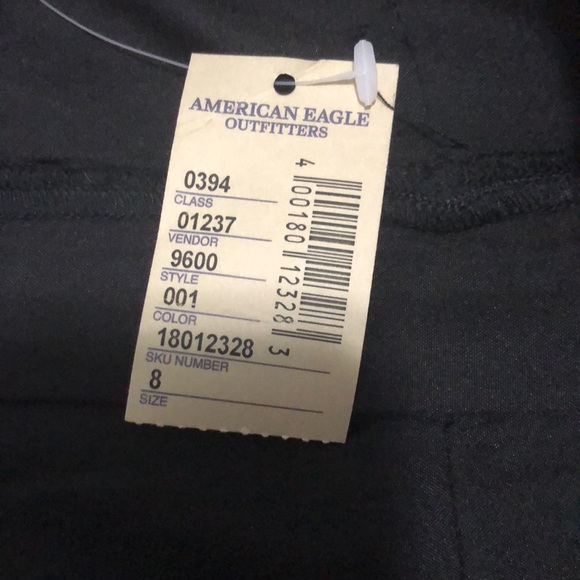 AMERICAN EAGLE
OUTFITTERS
0394
CLASS
01237
VENDOR
9600
STYLE
001
COLOR
18012328
SKU NUMBER
8
SIZE
4 00180 12328 3